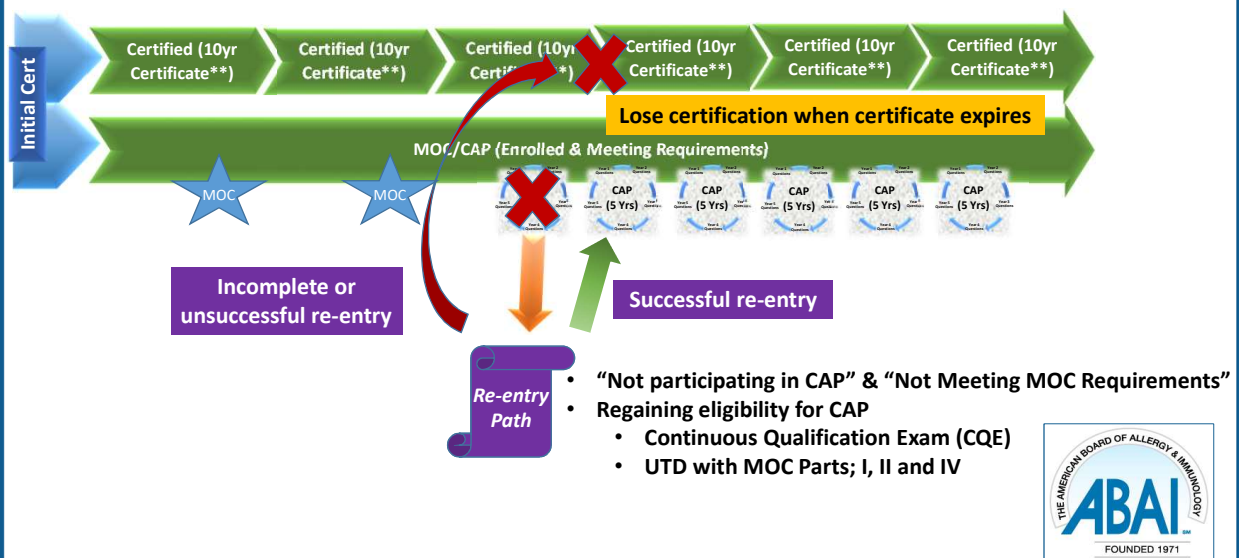 Initial Cert
Certified (10yr
Certificate**)
Certified (10yr
Certificate**)
Certified (10yr
Certificate**)
Certified (10yr
Certificate**)
Certified (10yr
Certificate**)
Certified (10yr
Certificate**)
Lose certification when certificate expires
MOC/CAP (Enrolled & Meeting Requirements)
MOC
MOC
CAP
(5 Yrs)
CAP
(5 Yrs)
CAP
(5 Yrs)
CAP
(5 Yrs)
CAP
(5 Yrs)
Incomplete or
unsuccessful re-entry
Successful re-entry
Re-entry
Path
• “Not participating in CAP” & “Not Meeting MOC Requirements”
• Regaining eligibility for CAP
• Continuous Qualification Exam (CQE)
• UTD with MOC Parts; I, II and IV
THE AMERICAN BOARD OF ALLERGY & IMMUNOLOGY
ABAI
SM
FOUNDED 1971